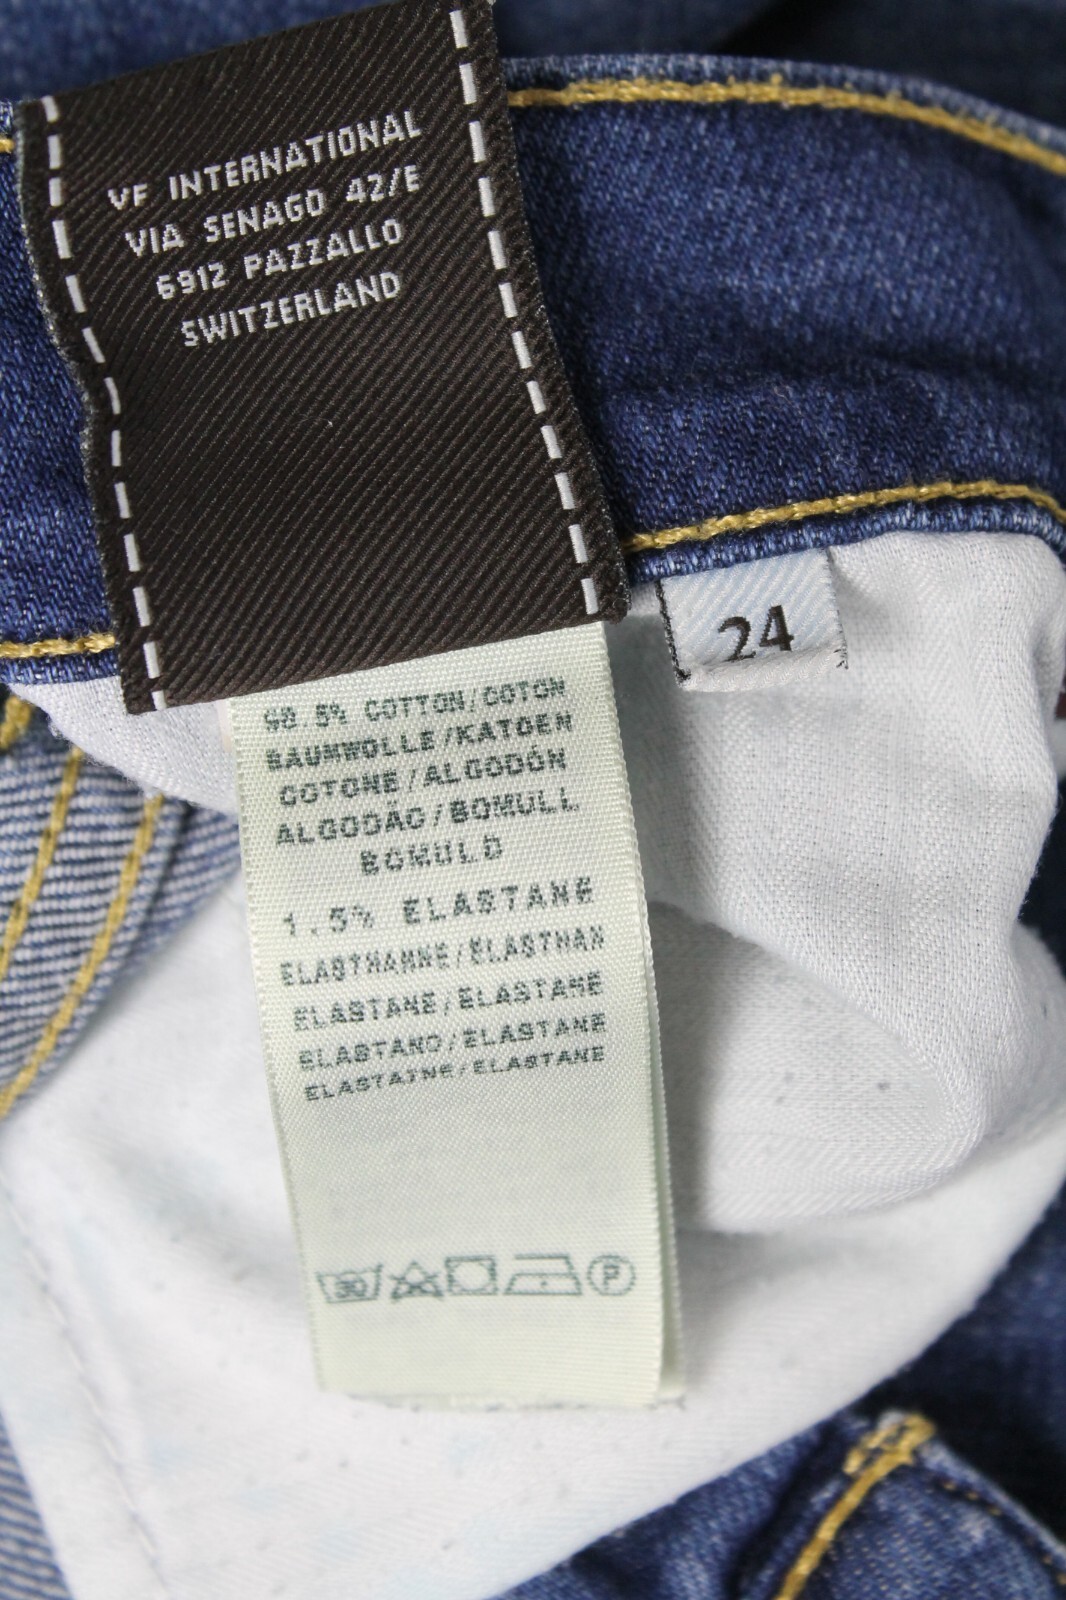 VF INTERNATIONAL
VIA SENAGO 42/E
6912 PAZZALLO
SWITZERLAND
24
98.5% COTTON/COTON
BAUMWOLLE/KATOEN
COTONE/ALGODÓN
ALGODÃO/BOMULL
BOMULD
1.5% ELASTANE
ELASTHANNE/ELASTHAN
ELASTANE/ELASTANE
ELASTANO/ELASTANE
ELASTAINE/ELASTANE
30 P